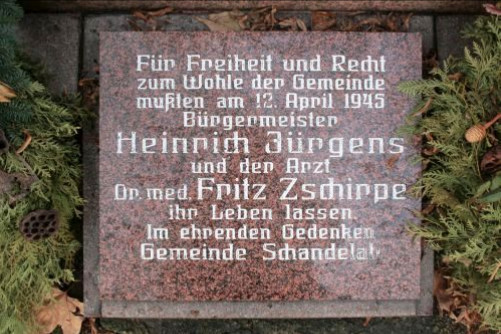 Für Freiheit und Recht
zum Wohle der Gemeinde
mußten am 12. April 1945
Bürgermeister
Heinrich Jürgens
und der Arzt
Dr. med. Fritz Zschirpe
ihr Leben lassen.
Im ehrenden Gedenken
Gemeinde Schandelah